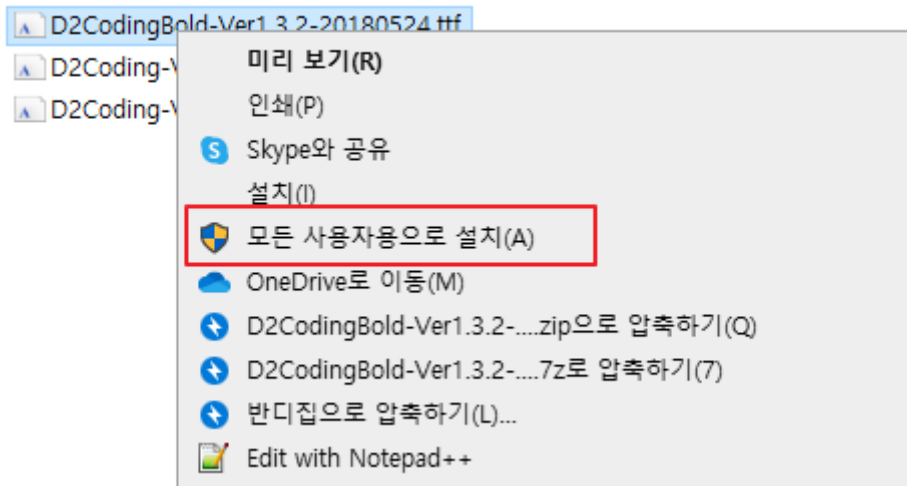 D2CodingBold-Ver1.3.2-20180524.ttf
D2Coding-V
D2Coding-V
미리 보기(R)
인쇄(P)
Skype와 공유
설치(I)
모든 사용자용으로 설치(A)
OneDrive로 이동(M)
D2CodingBold-Ver1.3.2-....zip으로 압축하기(Q)
D2CodingBold-Ver1.3.2-....7z로 압축하기(7)
반디집으로 압축하기(L)...
Edit with Notepad++